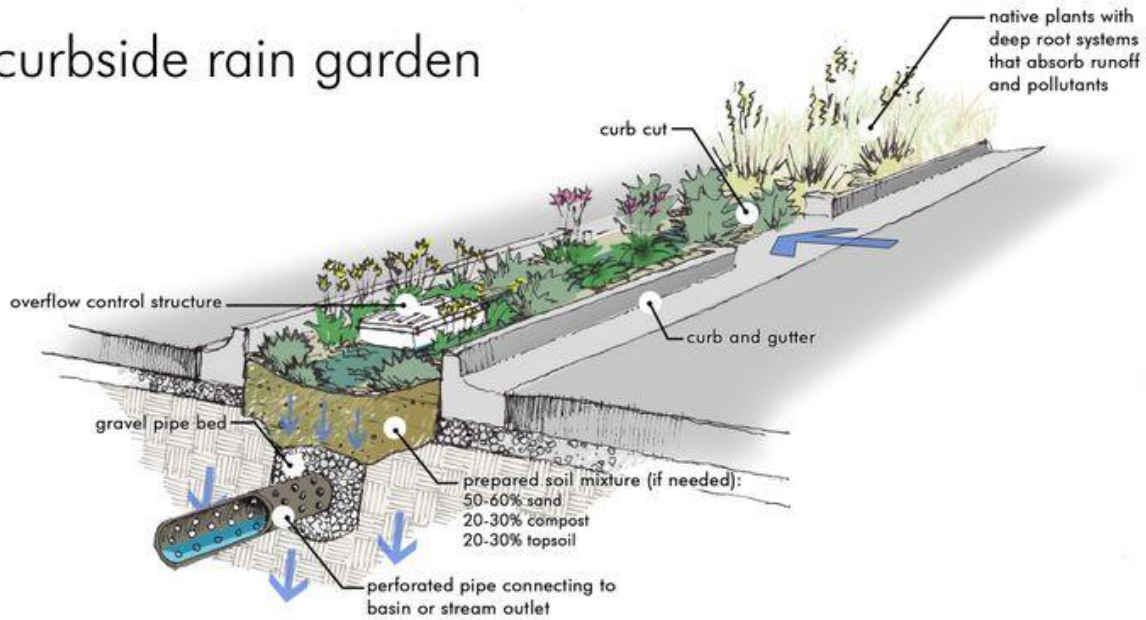 curbside rain garden
native plants with
deep root systems
that absorb runoff
and pollutants
curb cut
overflow control structure
curb and gutter
gravel pipe bed
prepared soil mixture (if needed):
50-60% sand
20-30% compost
20-30% topsoil
perforated pipe connecting to
basin or stream outlet